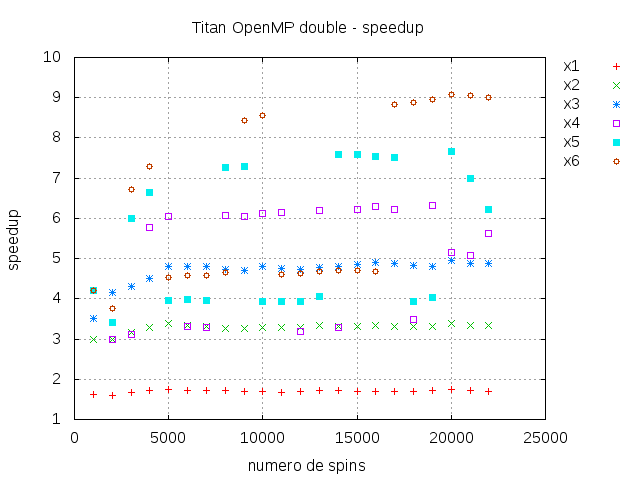 Titan OpenMP double - speedup
10
9
8
7
6
5
4
3
2
1
speedup
0 5000 10000 15000 20000 25000
numero de spins
x1
x2
x3
x4
x5
x6